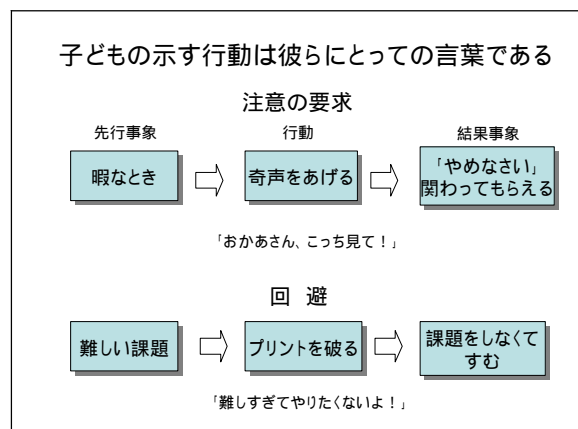 子どもの示す行動は彼らにとっての言葉である
注意の要求
先行事象 行動 結果事象
暇なとき 奇声をあげる 「やめなさい」
関わってもらえる
「おかあさん、こっち見て！」
回 避
難しい課題 プリントを破る 課題をしなくて
すむ
「難しすぎてやりたくないよ！」